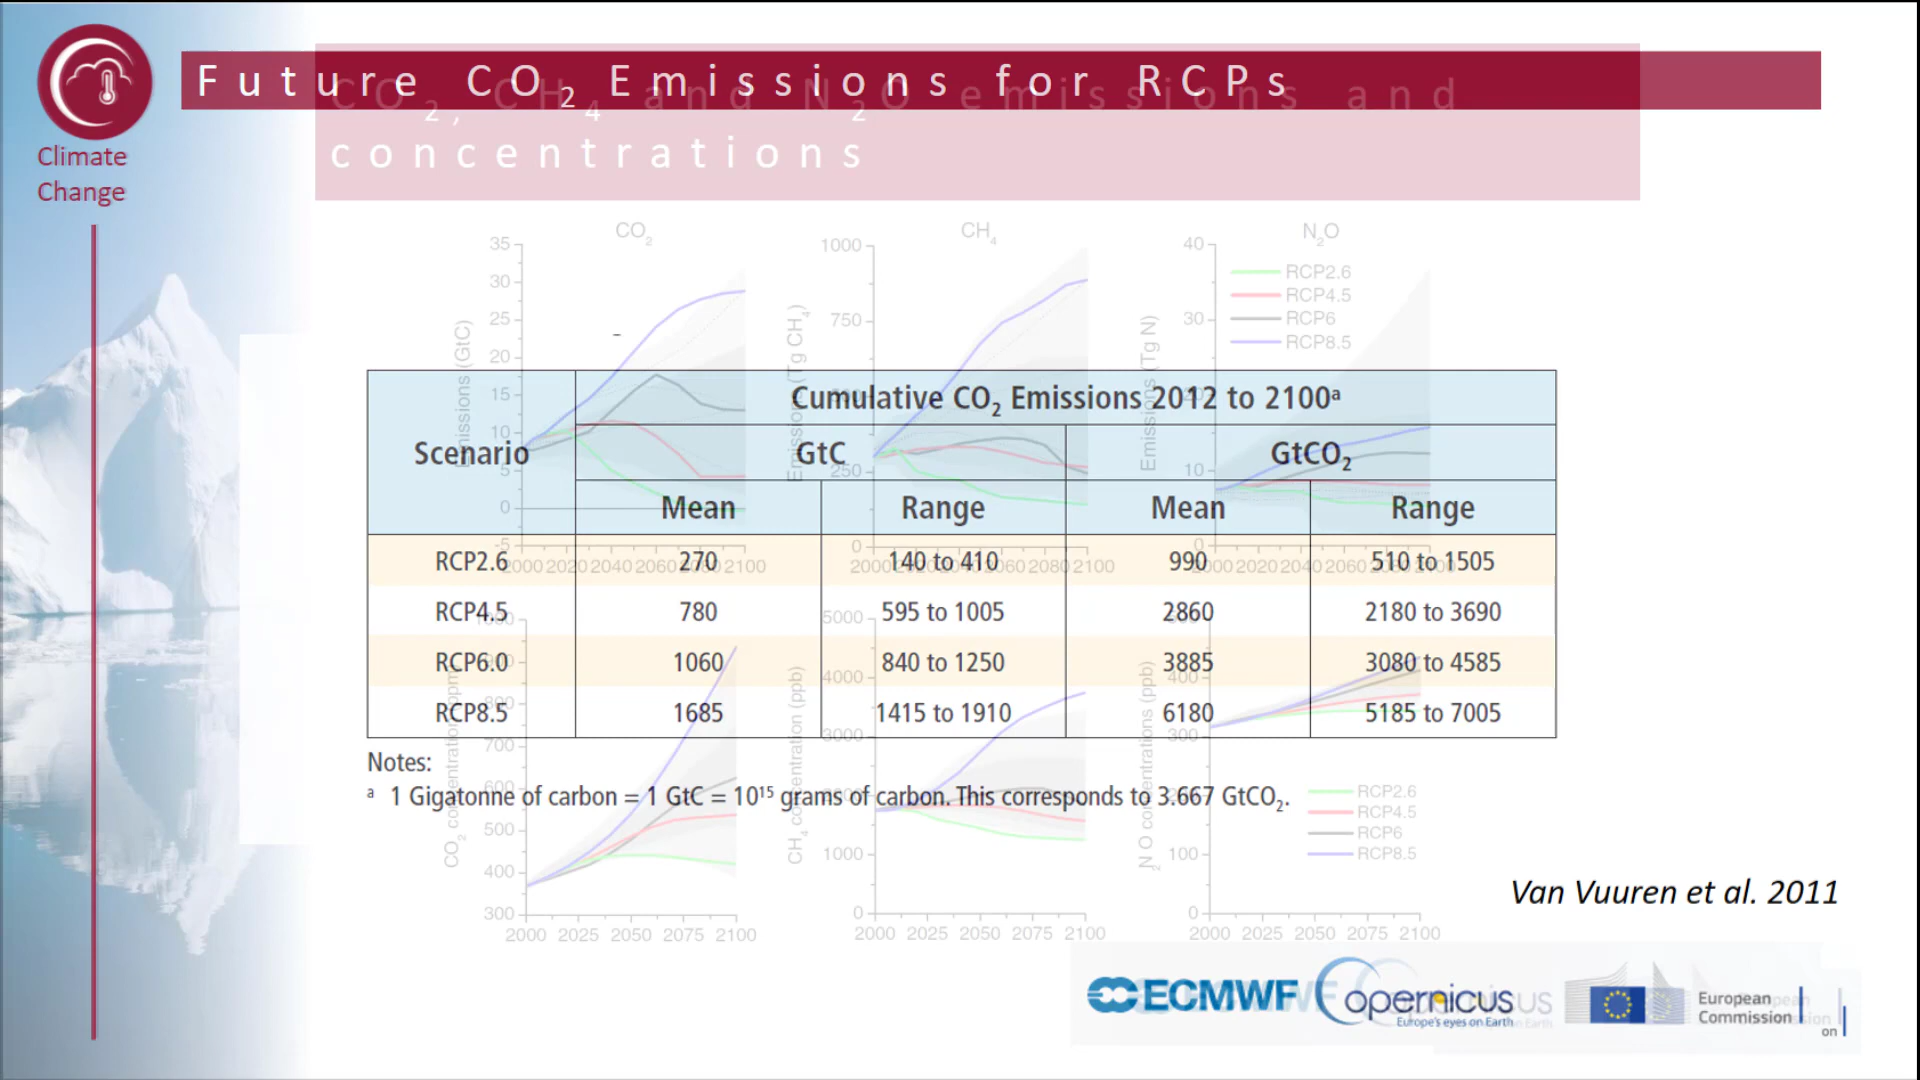 Future CO2 Emissions for RCPs
CO2, CH4 and N2O emissions and
concentrations
Climate
Change
CO2
CH4
N2O
Emissions (GtC)
35
30
25
20
15
10
5
0
-5
2000 2020 2040 2060 2080 2100
Emissions (Tg CH4)
1000
750
250
0
2000 2020 2040 2060 2080 2100
Emissions (Tg N)
40
30
20
10
0
2000 2020 2040 2060 2080 2100
RCP2.6
RCP4.5
RCP6
RCP8.5
Scenario
Cumulative CO2 Emissions 2012 to 2100a
GtC GtCO2
Mean Range Mean Range
RCP2.6 270 140 to 410 990 510 to 1505
RCP4.5 780 595 to 1005 2860 2180 to 3690
RCP6.0 1060 840 to 1250 3885 3080 to 4585
RCP8.5 1685 1415 to 1910 6180 5185 to 7005
Notes:
a 1 Gigatonne of carbon = 1 GtC = 10¹⁵ grams of carbon. This corresponds to 3.667 GtCO2.
CO2 concentration (ppm)
800
700
600
500
400
300
2000 2025 2050 2075 2100
CH4 concentration (ppb)
5000
4000
3000
2000
1000
0
2000 2025 2050 2075 2100
N2O concentrations (ppb)
400
300
100
0
2000 2025 2050 2075 2100
RCP2.6
RCP4.5
RCP6
RCP8.5
Van Vuuren et al. 2011
ECMWF
Copernicus
Europe's eyes on Earth
European
Commission
on